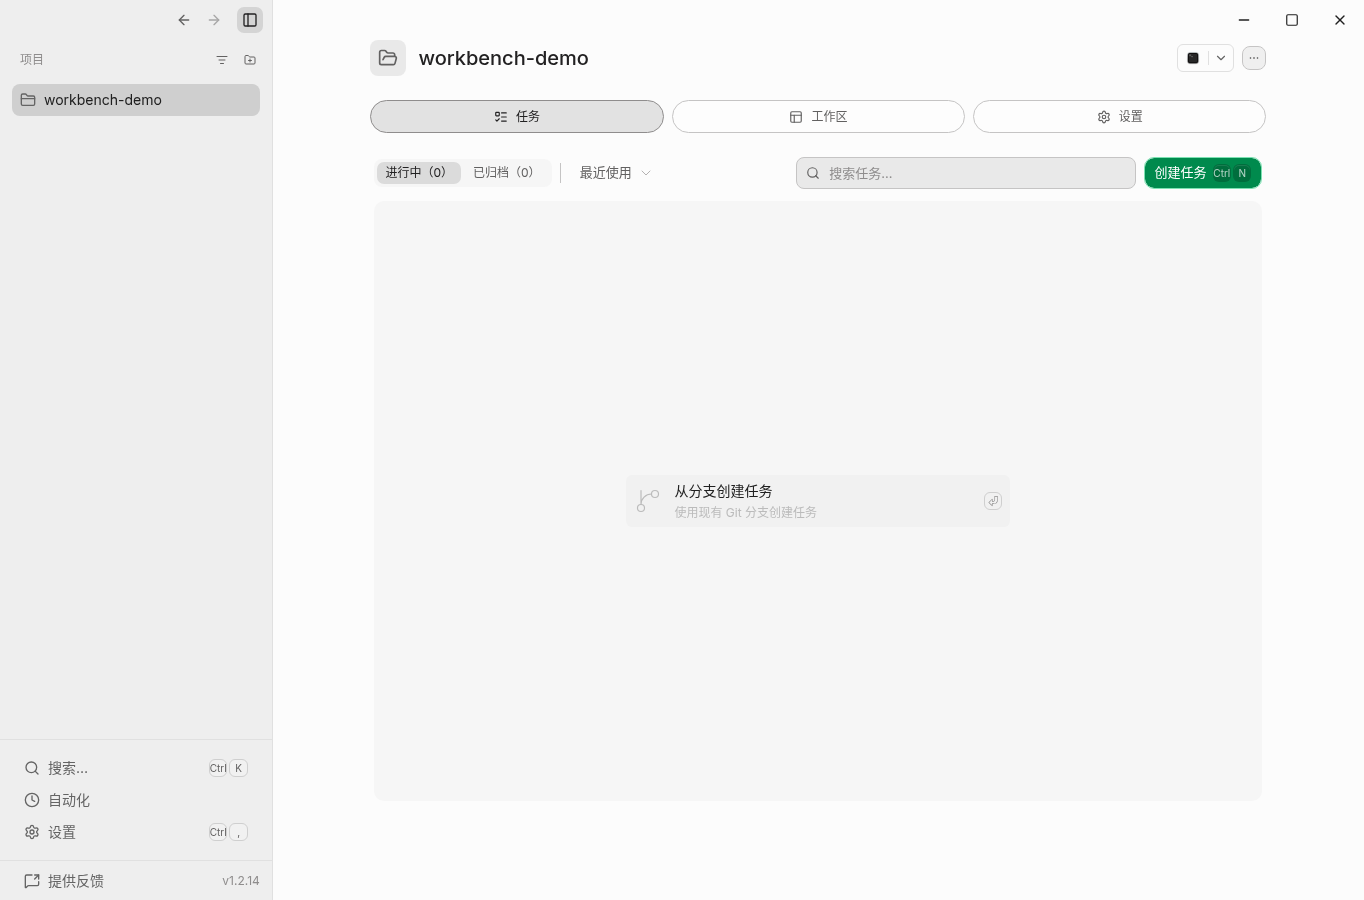 项目
workbench-demo
workbench-demo
任务
工作区
设置
进行中（0）
已归档（0）
最近使用
搜索任务...
创建任务 Ctrl N
从分支创建任务
使用现有 Git 分支创建任务
搜索... Ctrl K
自动化
设置 Ctrl ,
提供反馈 v1.2.14